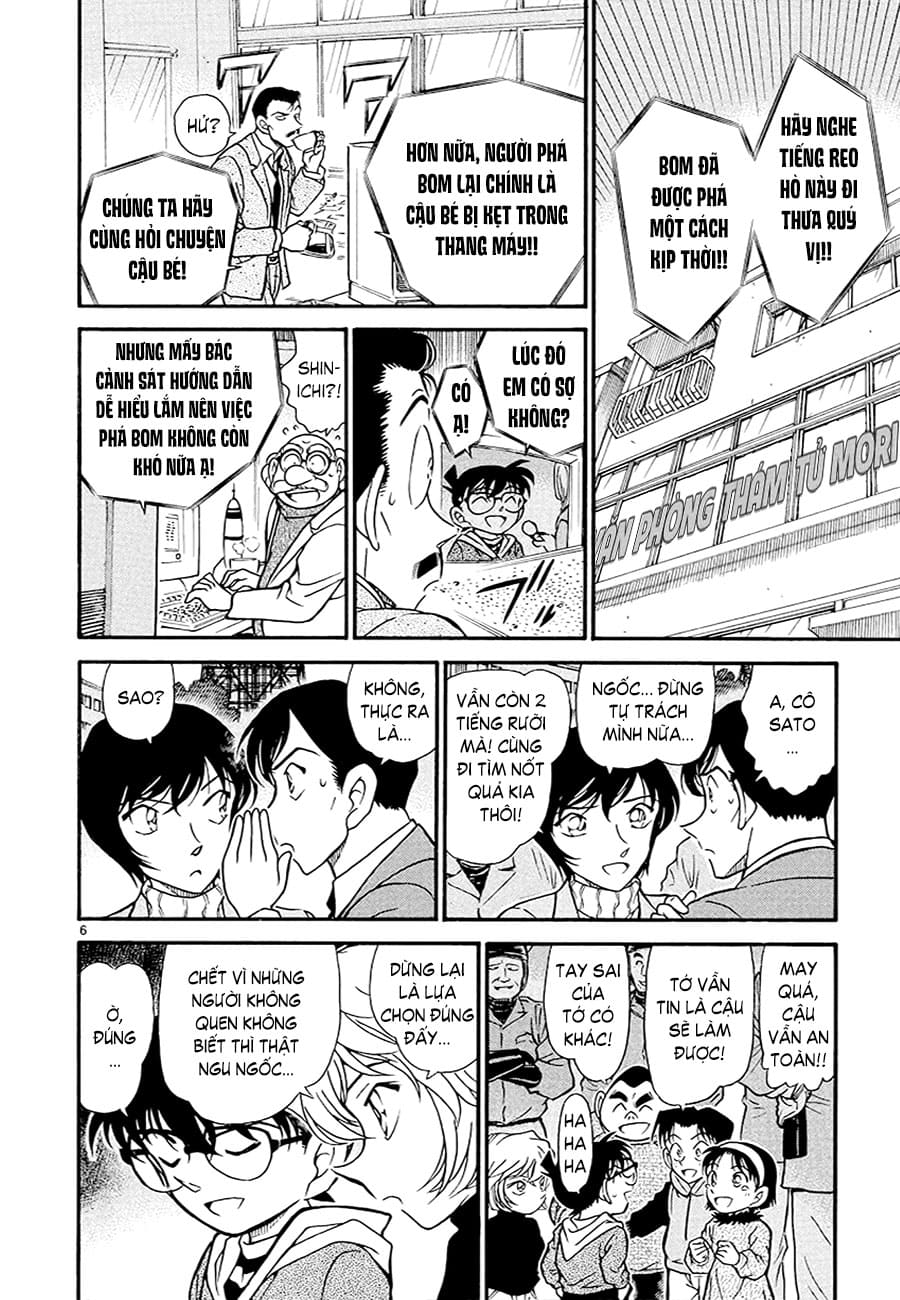 HÃY NGHE
TIẾNG REO
HÒ NÀY ĐI
THƯA QUÝ
VỊ!!
BOM ĐÃ
ĐƯỢC PHÁ
MỘT CÁCH
KỊP THỜI!!
VĂN PHÒNG THÁM TỬ MORI
HƠN NỮA, NGƯỜI PHÁ
BOM LẠI CHÍNH LÀ
CẬU BÉ BỊ KẸT TRONG
THANG MÁY!!
HỬ?
CHÚNG TA HÃY
CÙNG HỎI CHUYỆN
CẬU BÉ!
LÚC ĐÓ
EM CÓ SỢ
KHÔNG?
CÓ
Ạ!
SHIN-
ICHI?!
NHƯNG MẤY BÁC
CẢNH SÁT HƯỚNG DẪN
DỄ HIỂU LẮM NÊN VIỆC
PHÁ BOM KHÔNG CÒN
KHÓ NỮA Ạ!
A, CÔ
SATO
...
NGỐC... ĐỪNG
TỰ TRÁCH
MÌNH NỮA...
VẪN CÒN 2
TIẾNG RƯỠI
MÀ! CÙNG
ĐI TÌM NỐT
QUẢ KIA
THÔI!
KHÔNG,
THỰC RA
LÀ...
SAO?
6
MAY
QUÁ,
CẬU
VẪN AN
TOÀN!!
TỚ VẪN
TIN LÀ CẬU
SẼ LÀM
ĐƯỢC!
TAY SAI
CỦA
TỚ CÓ
KHÁC!
HA
HA
HA
DỪNG LẠI
LÀ LỰA
CHỌN ĐÚNG
ĐẤY...
CHẾT VÌ NHỮNG
NGƯỜI KHÔNG
QUEN KHÔNG
BIẾT THÌ THẬT
NGU NGỐC...
Ờ,
ĐÚNG
...